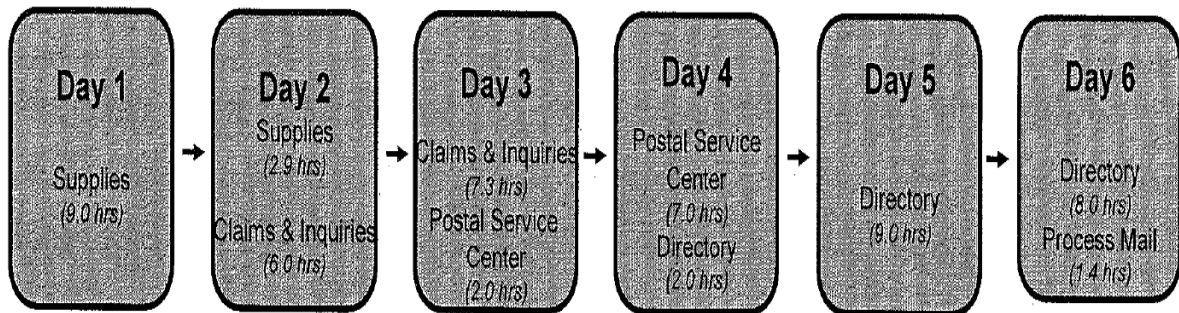 Day 1
Supplies
(9.0 hrs)
Day 2
Supplies
(2.9 hrs)
Claims & Inquiries
(6.0 hrs)
Day 3
Claims & Inquiries
(7.3 hrs)
Postal Service
Center
(2.0 hrs)
Day 4
Postal Service
Center
(7.0 hrs)
Directory
(2.0 hrs)
Day 5
Directory
(9.0 hrs)
Day 6
Directory
(8.0 hrs)
Process Mail
(1.4 hrs)